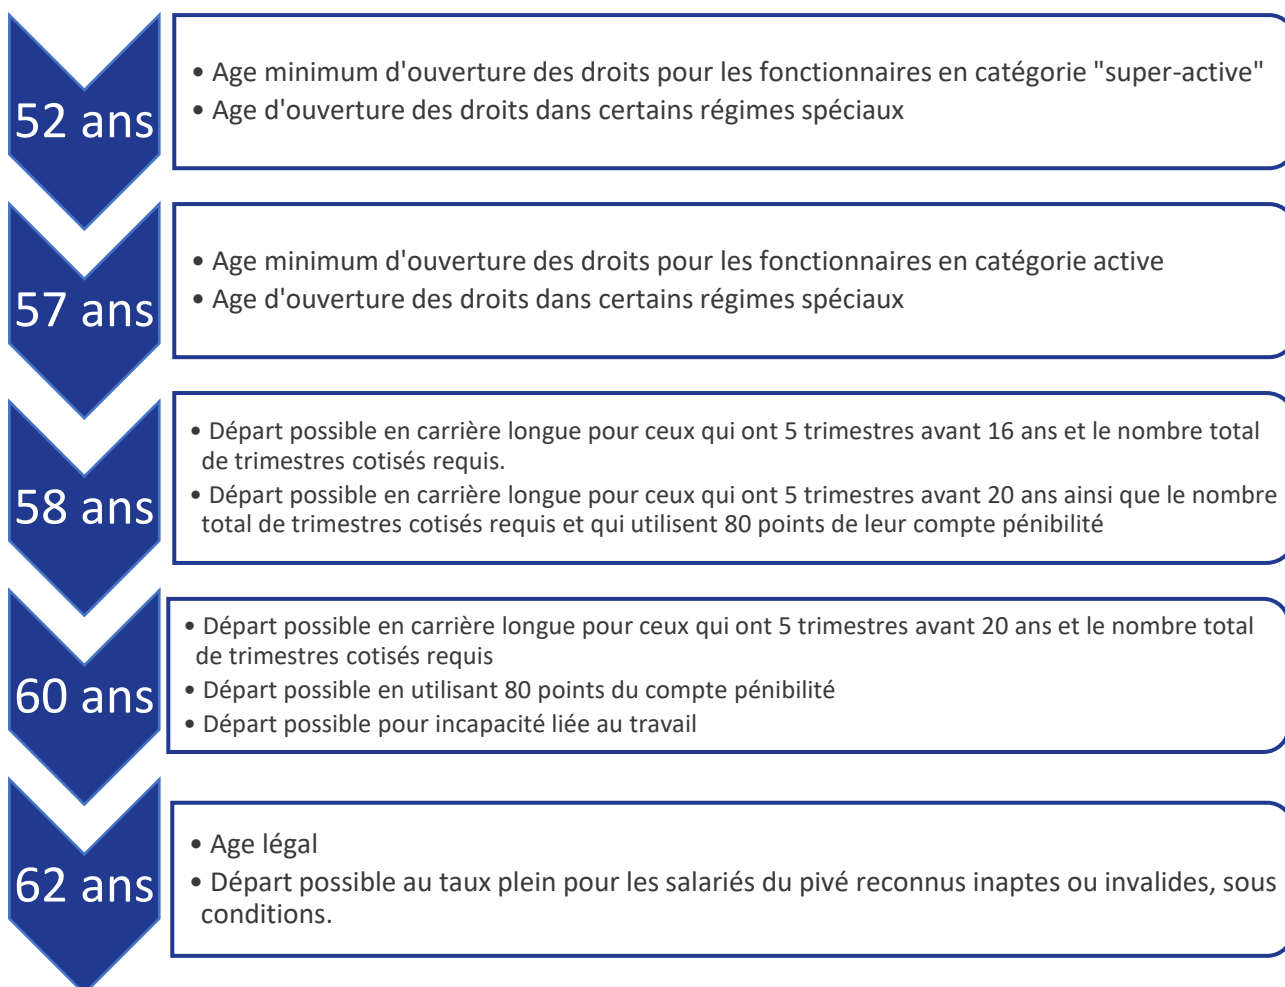 52 ans
• Age minimum d'ouverture des droits pour les fonctionnaires en catégorie "super-active"
• Age d'ouverture des droits dans certains régimes spéciaux
57 ans
• Age minimum d'ouverture des droits pour les fonctionnaires en catégorie active
• Age d'ouverture des droits dans certains régimes spéciaux
58 ans
• Départ possible en carrière longue pour ceux qui ont 5 trimestres avant 16 ans et le nombre total
de trimestres cotisés requis.
• Départ possible en carrière longue pour ceux qui ont 5 trimestres avant 20 ans ainsi que le nombre
total de trimestres cotisés requis et qui utilisent 80 points de leur compte pénibilité
60 ans
• Départ possible en carrière longue pour ceux qui ont 5 trimestres avant 20 ans et le nombre total
de trimestres cotisés requis
• Départ possible en utilisant 80 points du compte pénibilité
• Départ possible pour incapacité liée au travail
62 ans
• Age légal
• Départ possible au taux plein pour les salariés du pivé reconnus inaptes ou invalides, sous
conditions.